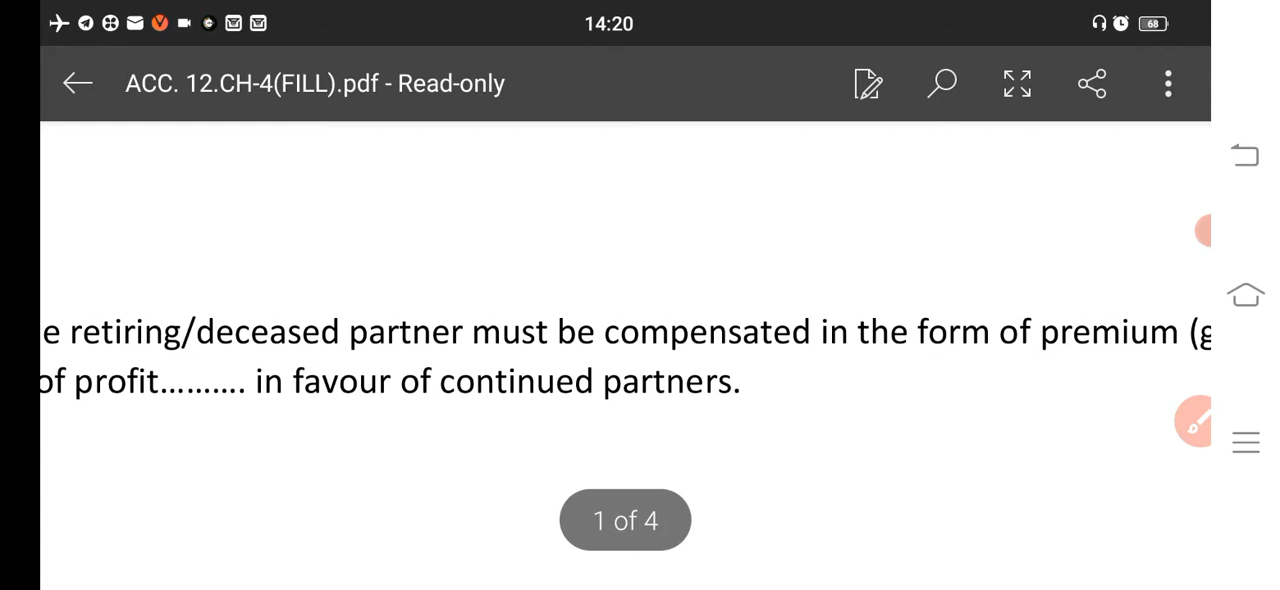 14:20
68
ACC. 12.CH-4(FILL).pdf - Read-only
e retiring/deceased partner must be compensated in the form of premium (g
of profit.......... in favour of continued partners.
1 of 4